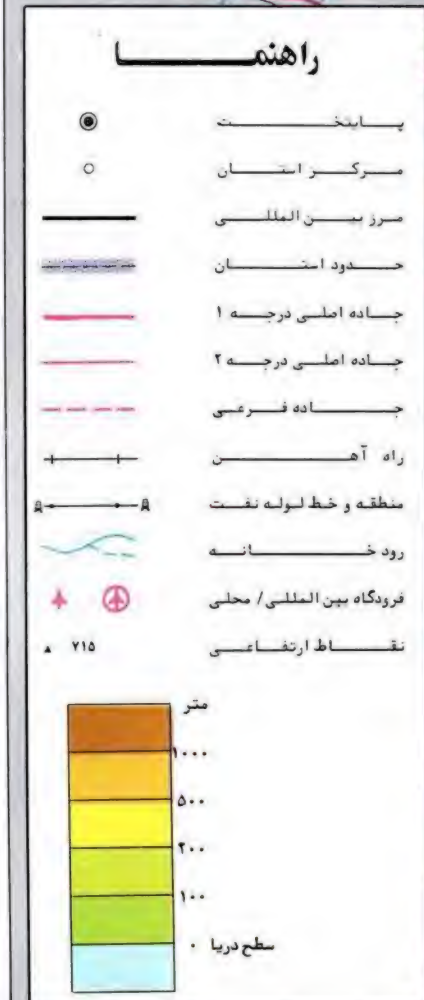 راهنما
پایتخت
مرکز استان
مرز بین المللی
حدود استان
جاده اصلی درجه ۱
جاده اصلی درجه ۲
جاده فرعی
راه آهن
منطقه و خط لوله نفت
رودخانه
فرودگاه بین المللی/ محلی
نقاط ارتفاعی ۷۱۵
متر
۱۰۰۰
۵۰۰
۲۰۰
۱۰۰
سطح دریا ۰